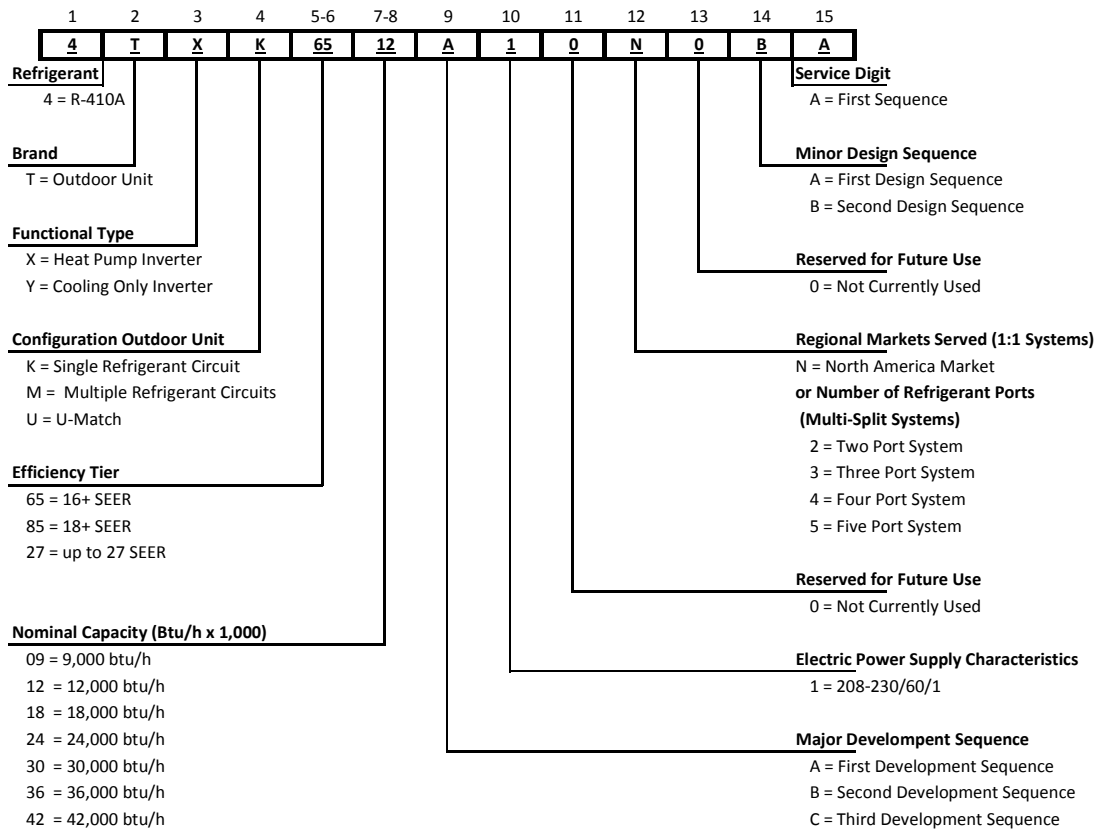 1 2 3 4 5-6 7-8 9 10 11 12 13 14 15
4 T X K 65 12 A 1 0 N 0 B A
Refrigerant
4 = R-410A
Brand
T = Outdoor Unit
Functional Type
X = Heat Pump Inverter
Y = Cooling Only Inverter
Configuration Outdoor Unit
K = Single Refrigerant Circuit
M = Multiple Refrigerant Circuits
U = U-Match
Efficiency Tier
65 = 16+ SEER
85 = 18+ SEER
27 = up to 27 SEER
Nominal Capacity (Btu/h x 1,000)
09 = 9,000 btu/h
12 = 12,000 btu/h
18 = 18,000 btu/h
24 = 24,000 btu/h
30 = 30,000 btu/h
36 = 36,000 btu/h
42 = 42,000 btu/h
Service Digit
A = First Sequence
Minor Design Sequence
A = First Design Sequence
B = Second Design Sequence
Reserved for Future Use
0 = Not Currently Used
Regional Markets Served (1:1 Systems)
N = North America Market
or Number of Refrigerant Ports
(Multi-Split Systems)
2 = Two Port System
3 = Three Port System
4 = Four Port System
5 = Five Port System
Reserved for Future Use
0 = Not Currently Used
Electric Power Supply Characteristics
1 = 208-230/60/1
Major Develompent Sequence
A = First Development Sequence
B = Second Development Sequence
C = Third Development Sequence